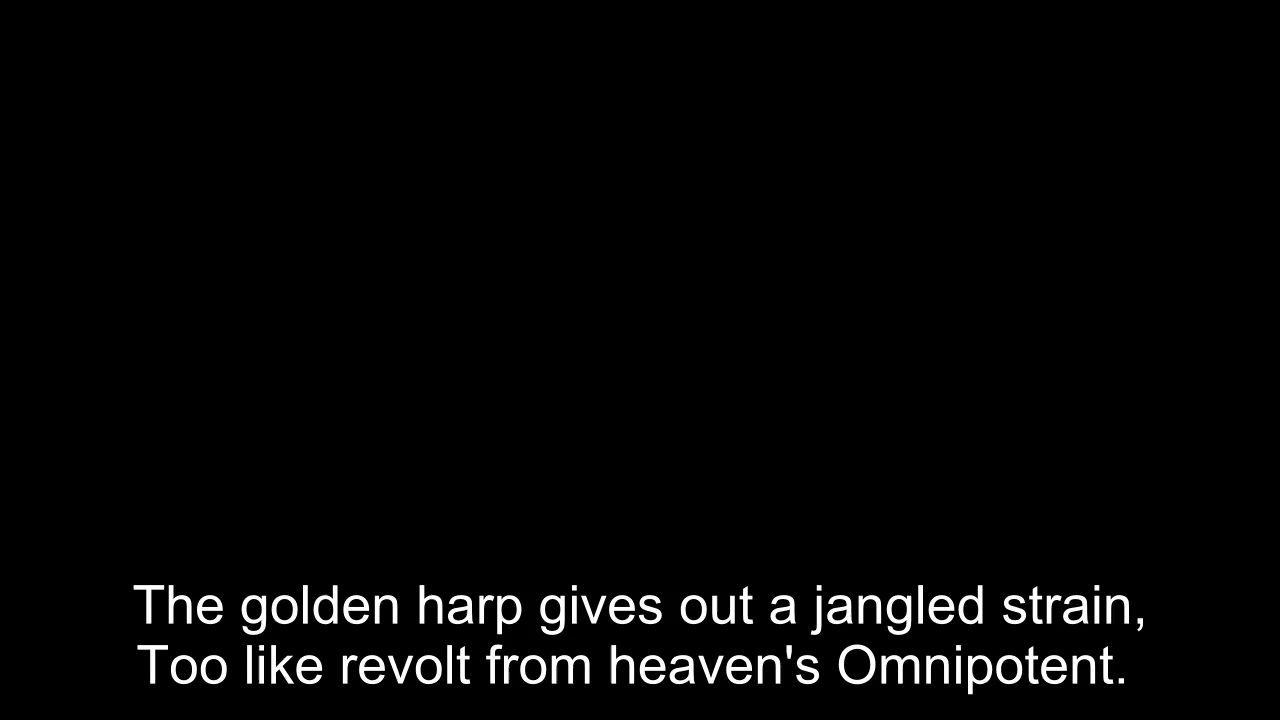 The golden harp gives out a jangled strain,
Too like revolt from heaven's Omnipotent.